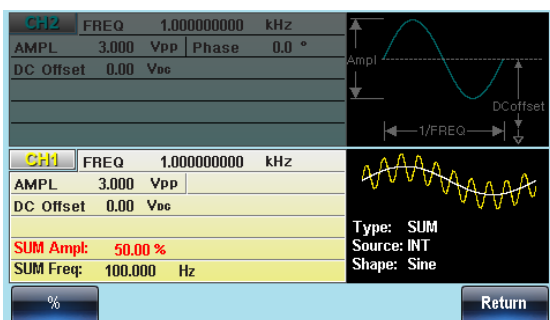 CH2 FREQ 1.000000000 kHz
AMPL 3.000 Vpp Phase 0.0 °
DC Offset 0.00 VDC
Ampl
DCoffset
1/FREQ
CH1 FREQ 1.000000000 kHz
AMPL 3.000 Vpp
DC Offset 0.00 VDC
SUM Ampl: 50.00 %
SUM Freq: 100.000 Hz
Type: SUM
Source: INT
Shape: Sine
% Return